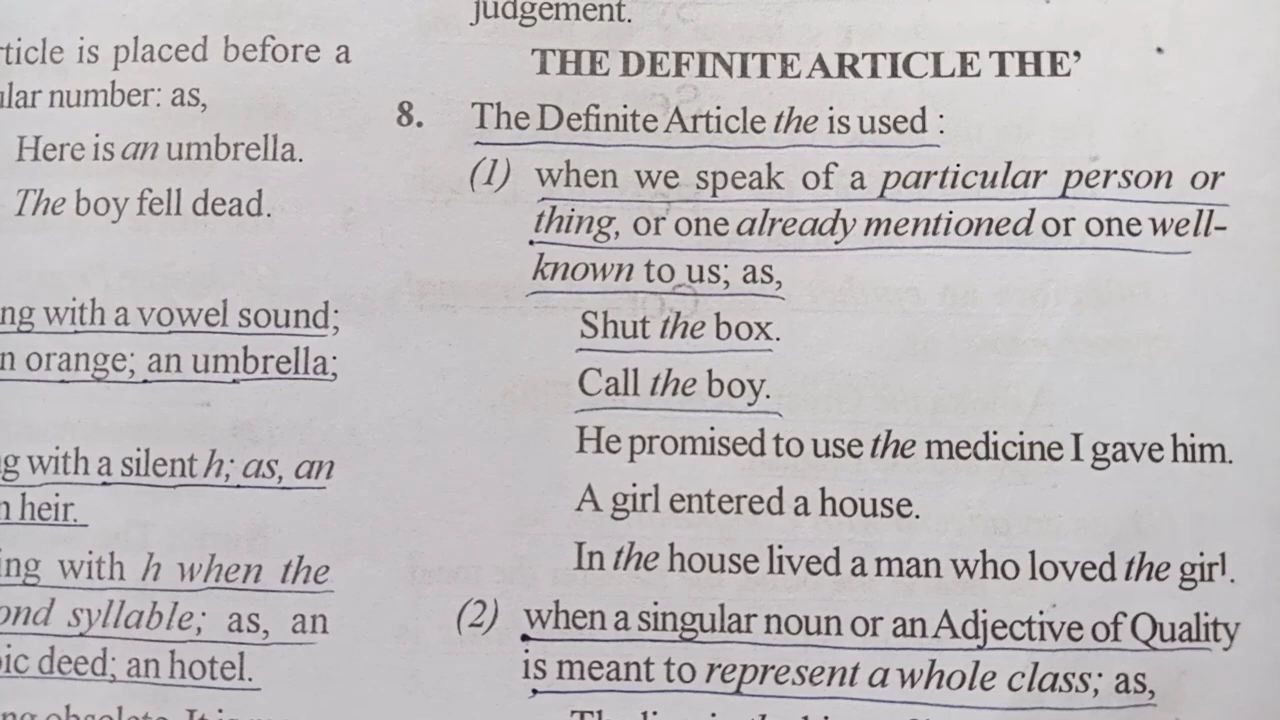 ticle is placed before a
lar number: as,
Here is an umbrella.
The boy fell dead.
ng with a vowel sound;
n orange; an umbrella;
g with a silent h; as, an
n heir.
ing with h when the
ond syllable; as, an
ic deed; an hotel.
judgement.
THE DEFINITE ARTICLE THE’
8. The Definite Article the is used :
(1) when we speak of a particular person or
thing, or one already mentioned or one well-
known to us; as,
Shut the box.
Call the boy.
He promised to use the medicine I gave him.
A girl entered a house.
In the house lived a man who loved the girl.
(2) when a singular noun or an Adjective of Quality
is meant to represent a whole class; as,